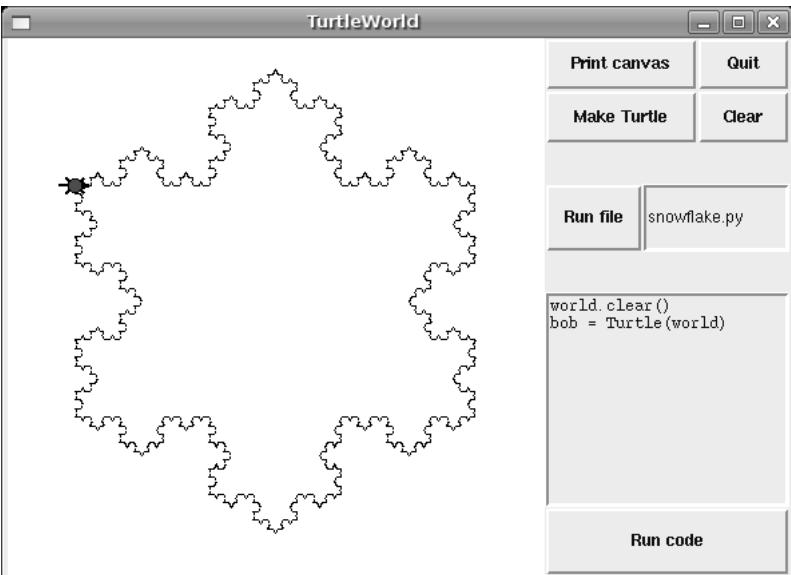 TurtleWorld
Print canvas
Quit
Make Turtle
Clear
Run file
snowflake.py
world.clear()
bob = Turtle(world)
Run code